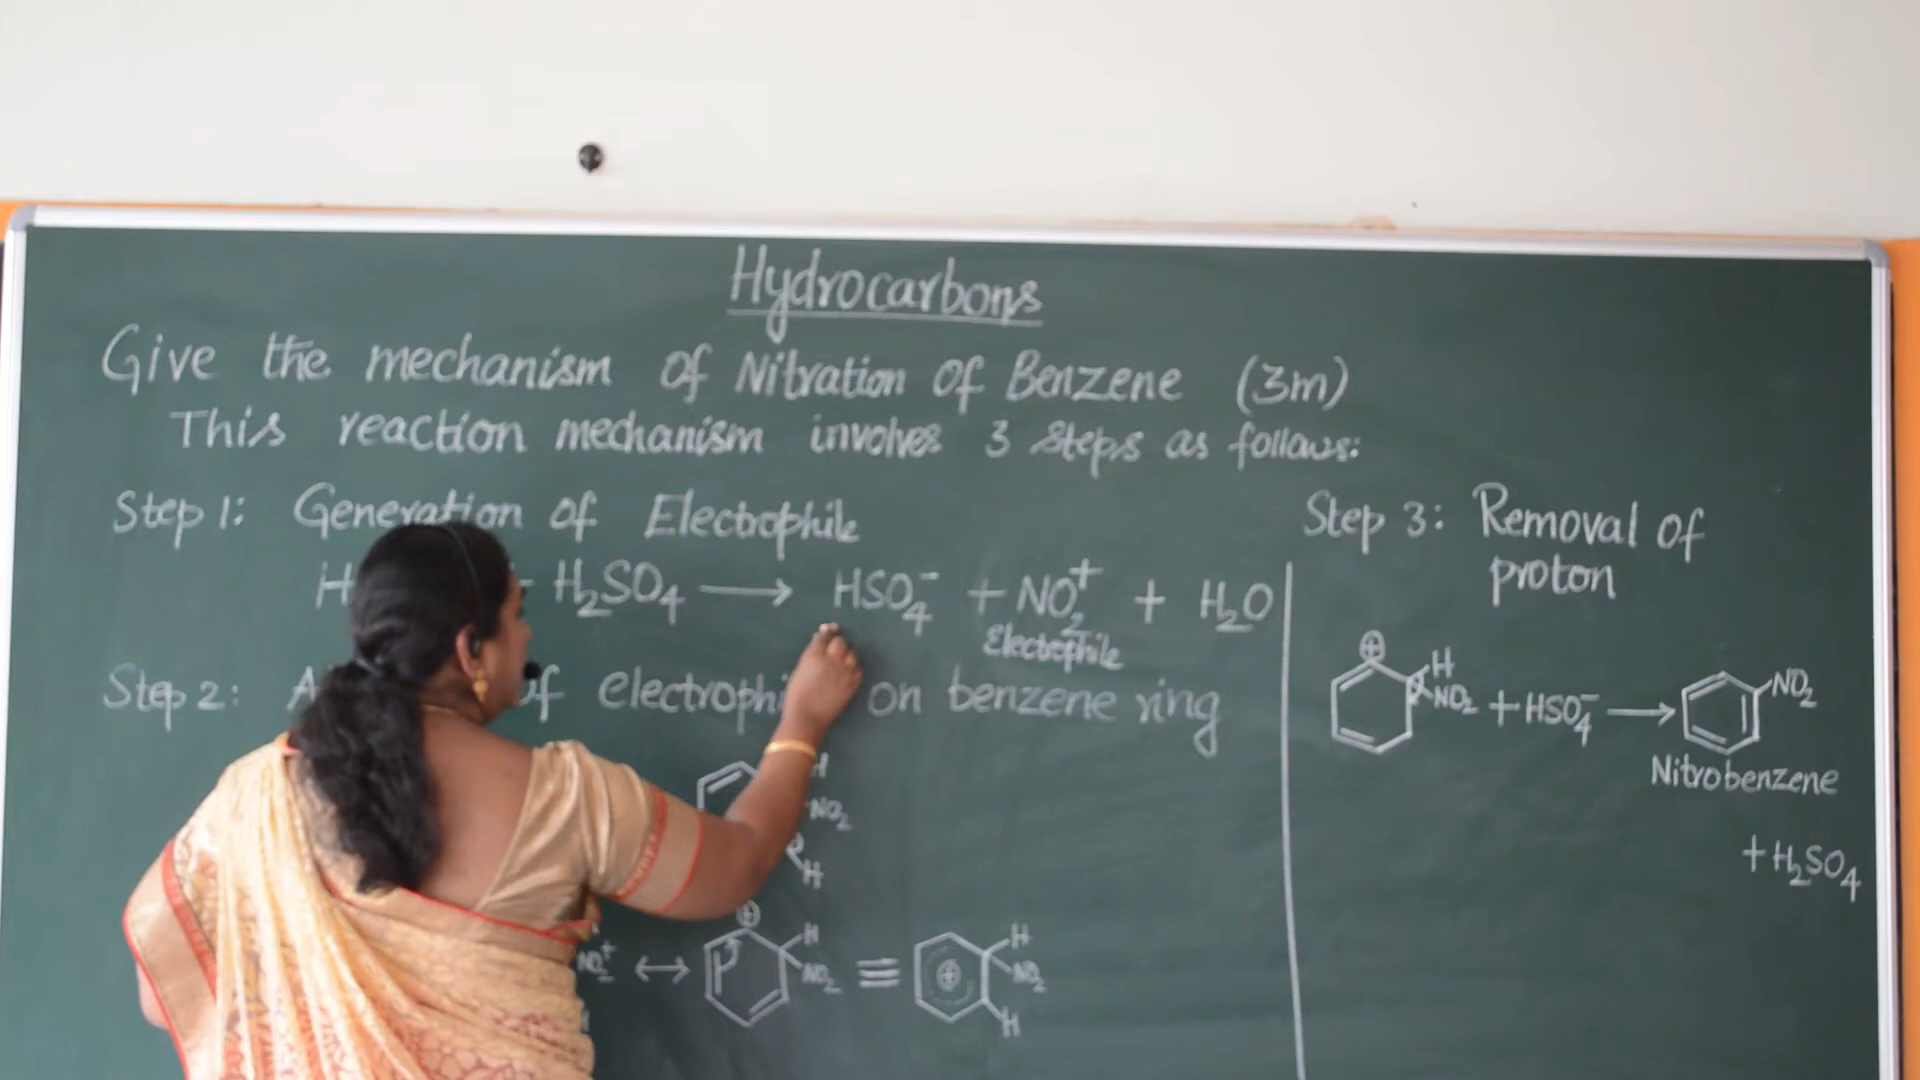 Hydrocarbons
Give the mechanism of Nitration of Benzene (3m)
This reaction mechanism involves 3 steps as follows:
Step 1: Generation of Electrophile
H + H₂SO₄ ⟶ HSO₄⁻ + NO₂⁺ + H₂O
Electrophile
Step 2: of on benzene ring
H
NO₂
H
NO₂⁺ ↔ ⊕ H NO₂ ≡ ⊕ H NO₂
H
Step 3: Removal of
proton
⊕ H NO₂ + HSO₄⁻ ⟶ NO₂
Nitrobenzene
+ H₂SO₄